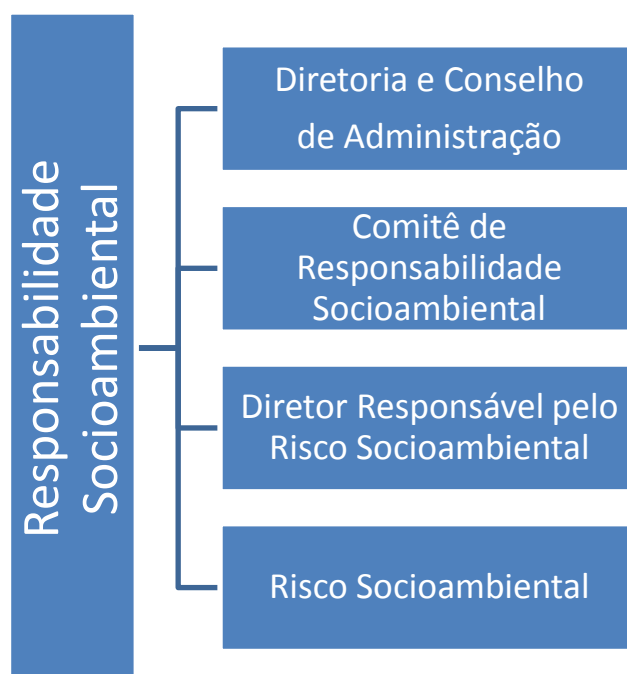 Responsabilidade
Socioambiental
Diretoria e Conselho
de Administração
Comitê de
Responsabilidade
Socioambiental
Diretor Responsável pelo
Risco Socioambiental
Risco Socioambiental